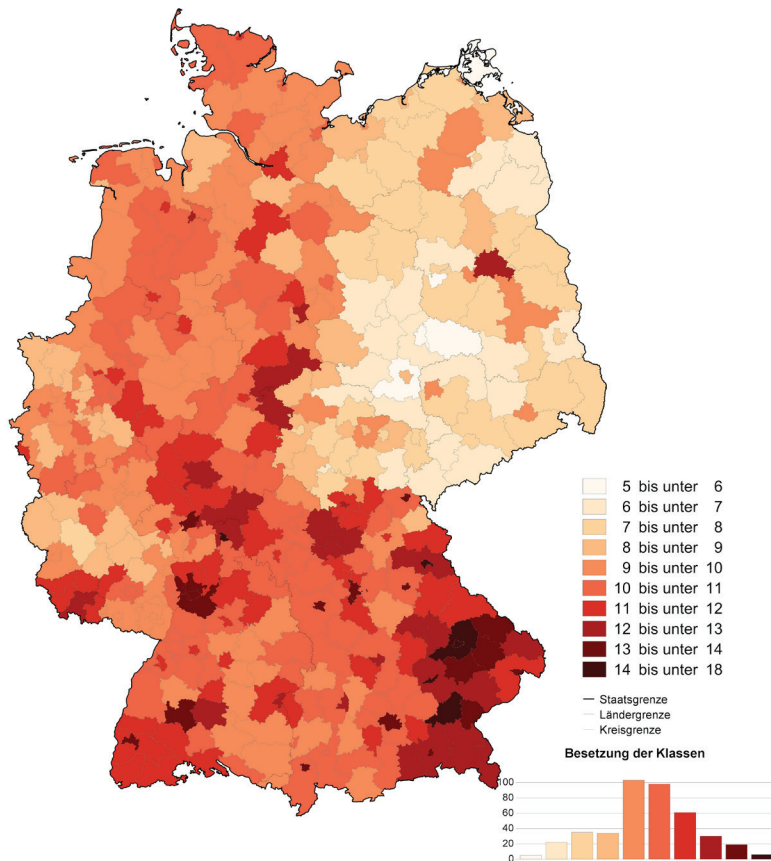 5 bis unter 6
6 bis unter 7
7 bis unter 8
8 bis unter 9
9 bis unter 10
10 bis unter 11
11 bis unter 12
12 bis unter 13
13 bis unter 14
14 bis unter 18
Staatsgrenze
Ländergrenze
Kreisgrenze
Besetzung der Klassen
100
80
60
40
20
0